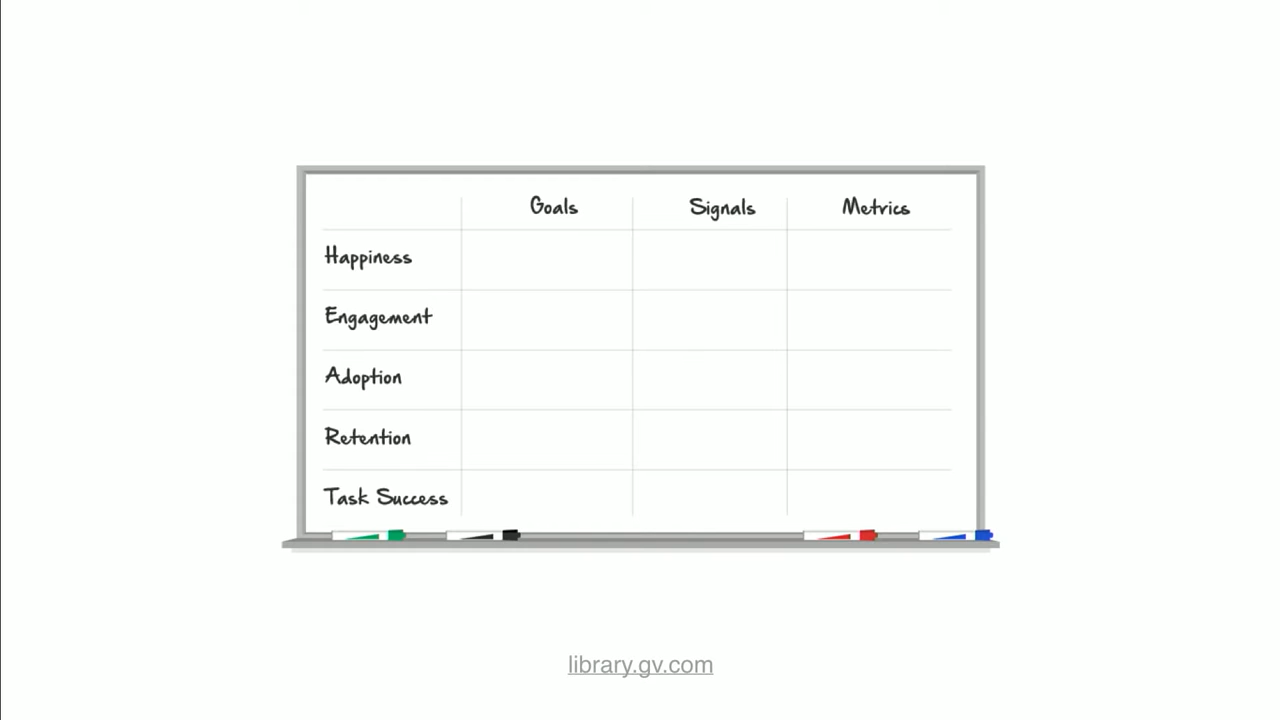 Goals Signals Metrics
Happiness
Engagement
Adoption
Retention
Task Success
library.gv.com